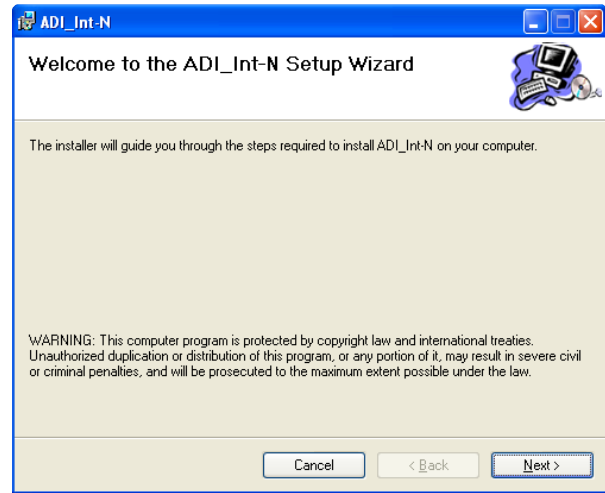 ADI_Int-N
Welcome to the ADI_Int-N Setup Wizard
The installer will guide you through the steps required to install ADI_Int-N on your computer.
WARNING: This computer program is protected by copyright law and international treaties.
Unauthorized duplication or distribution of this program, or any portion of it, may result in severe civil
or criminal penalties, and will be prosecuted to the maximum extent possible under the law.
Cancel
< Back
Next >